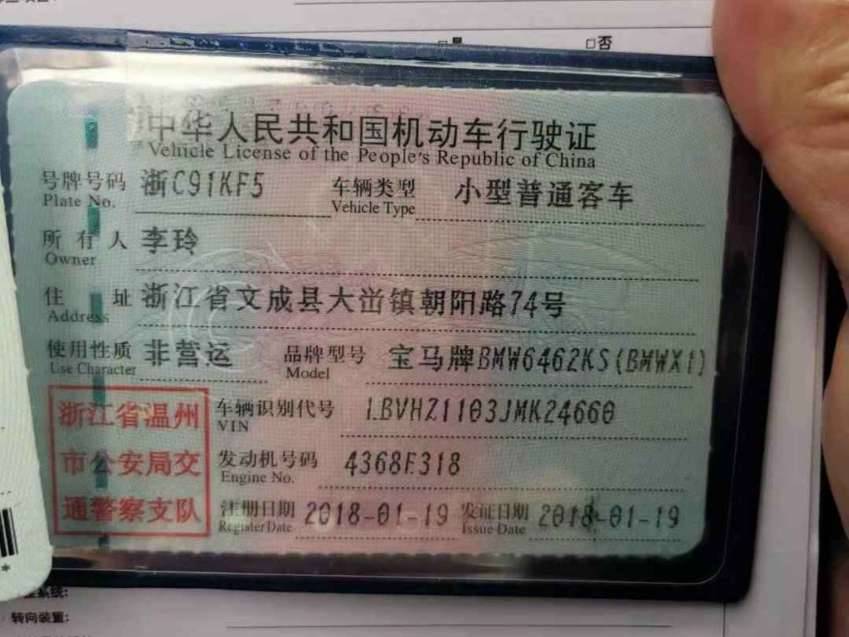 □是 □否
中华人民共和国机动车行驶证
Vehicle License of the People's Republic of China
号牌号码 浙C91KF5 车辆类型 小型普通客车
Plate No. Vehicle Type
所有人 李玲
Owner
住址 浙江省文成县大峃镇朝阳路74号
Address
使用性质 非营运 品牌型号 宝马牌BMW6462KS(BMWX1)
Use Character Model
浙江省温州
市公安局交
通警察支队
车辆识别代号 LBVHZ1103JMK24660
VIN
发动机号码 4368F318
Engine No.
注册日期 2018-01-19 发证日期 2018-01-19
Register Date Issue Date
转向装置: